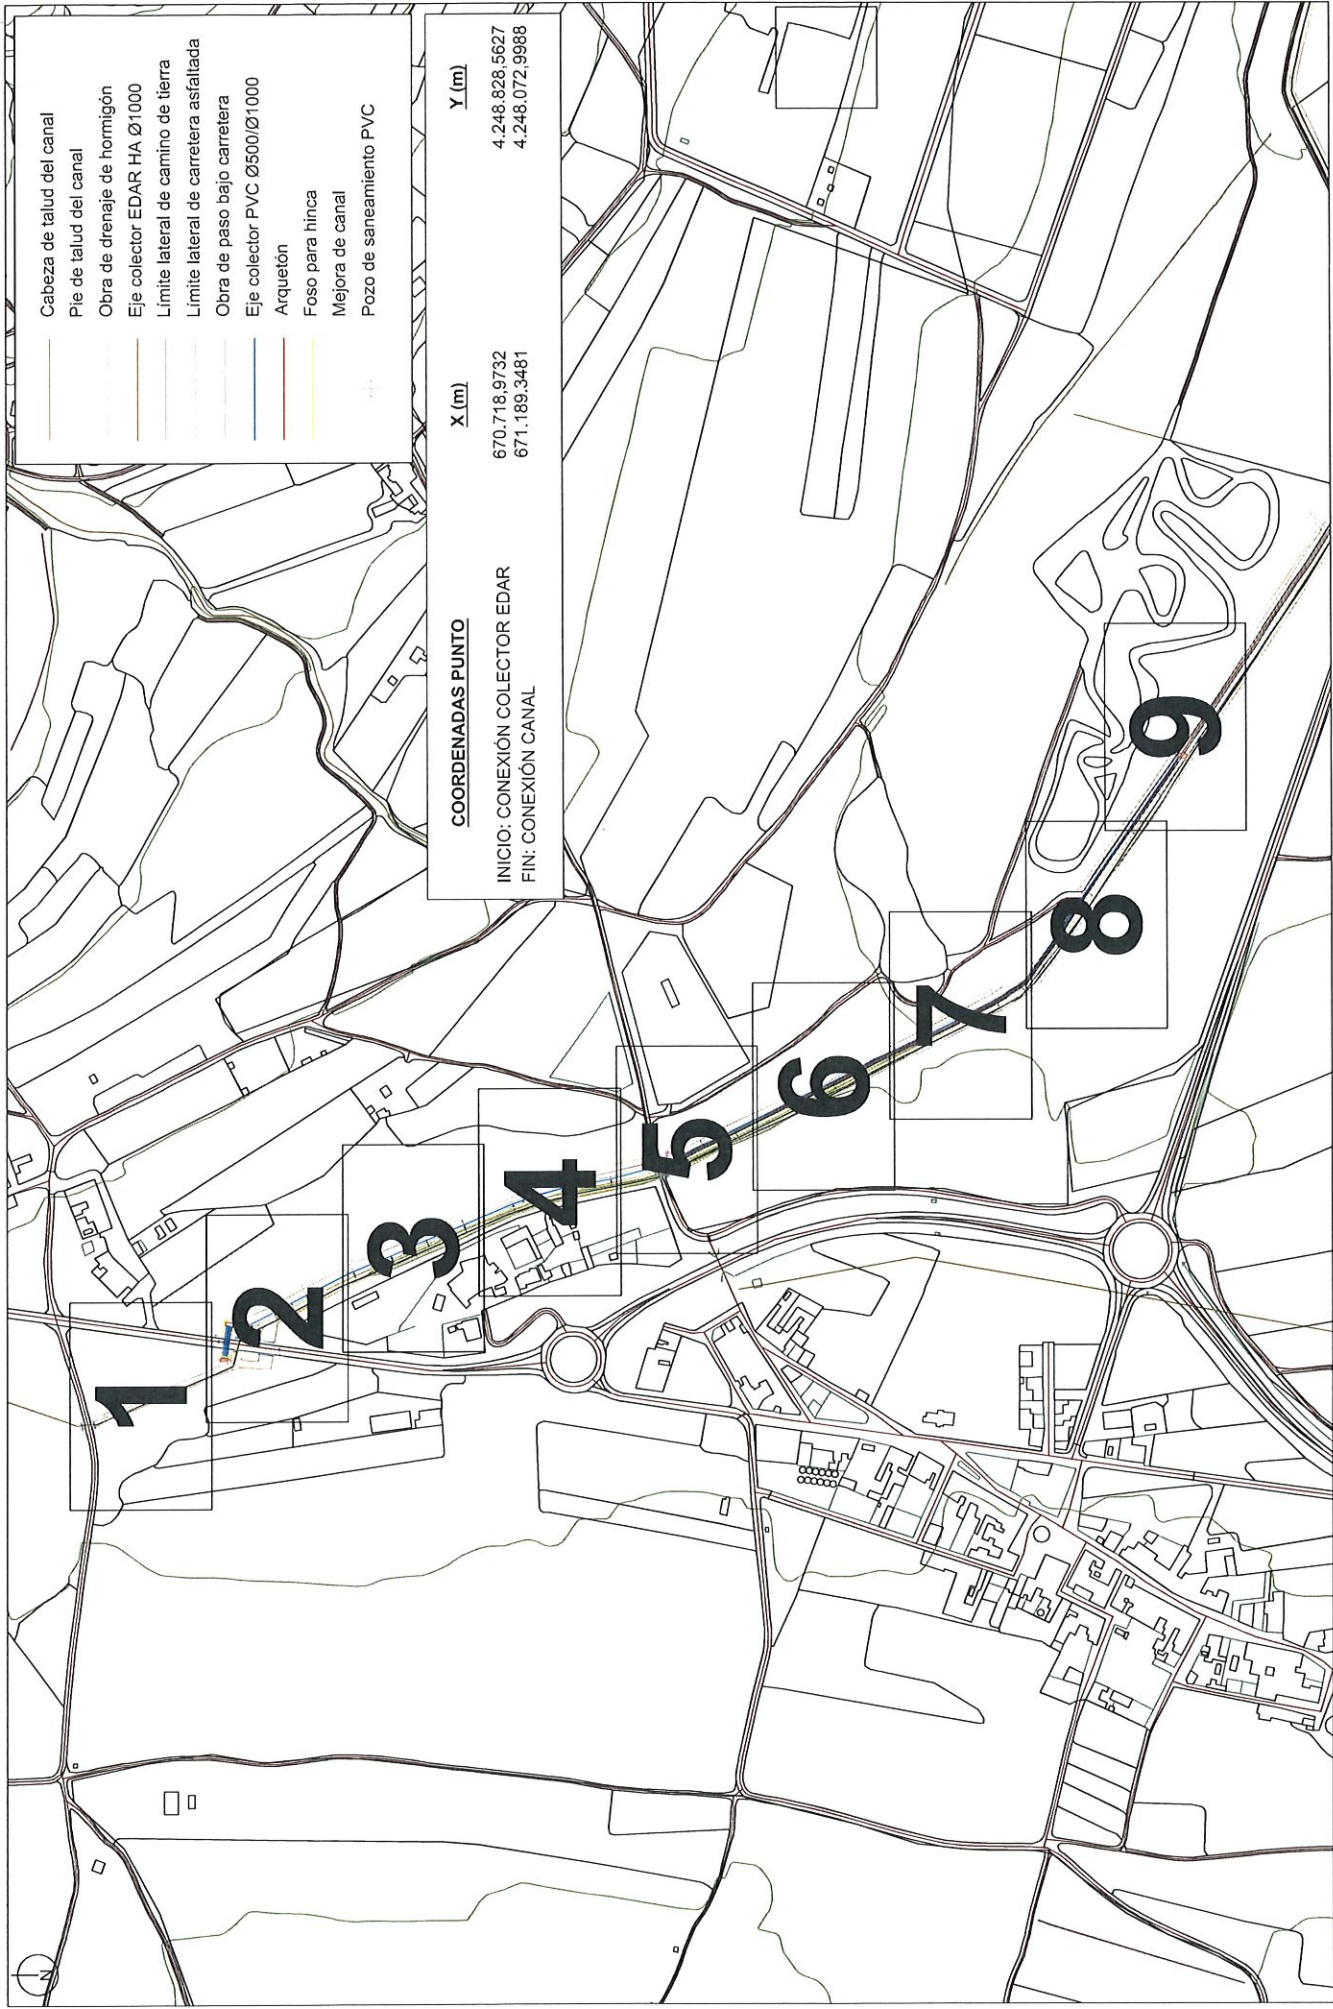 Cabeza de talud del canal
Pie de talud del canal
Obra de drenaje de hormigón
Eje colector EDAR HA Ø1000
Límite lateral de camino de tierra
Límite lateral de carretera asfaltada
Obra de paso bajo carretera
Eje colector PVC Ø500/Ø1000
Arquetón
Foso para hinca
Mejora de canal
Pozo de saneamiento PVC
COORDENADAS PUNTO X (m) Y (m)
INICIO: CONEXIÓN COLECTOR EDAR 670.718,9732 4.248.828,5627
FIN: CONEXIÓN CANAL 671.189.3481 4.248.072,9988
1
2
3
4
5
6
7
8
9
N